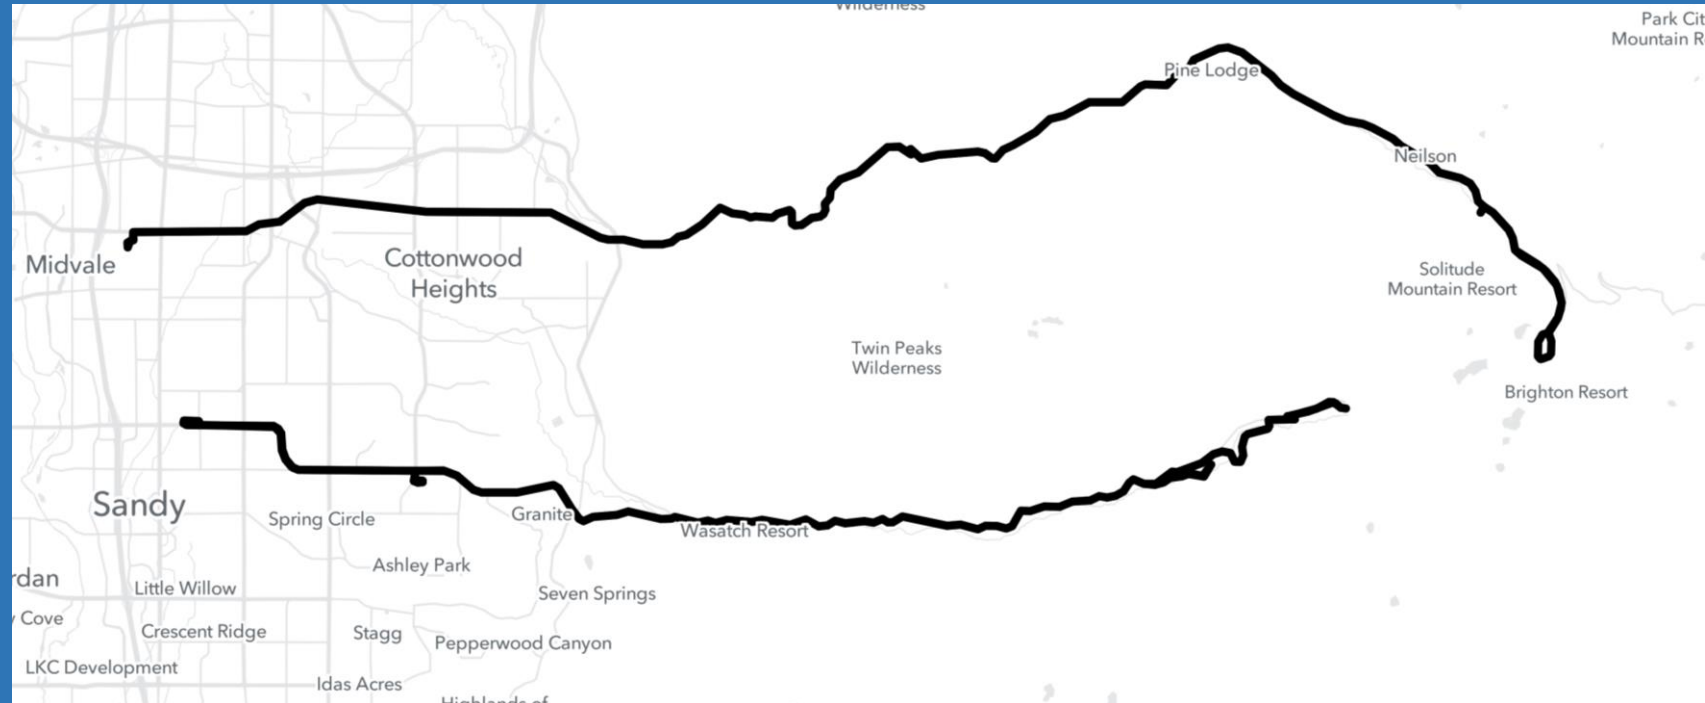 Wilderness
Park Cit
Mountain R
Pine Lodge
Neilson
Midvale
Cottonwood
Heights
Solitude
Mountain Resort
Twin Peaks
Wilderness
Brighton Resort
Sandy
Spring Circle
Granite
Wasatch Resort
Ashley Park
rdan
Little Willow
Seven Springs
Cove
Crescent Ridge
Stagg
Pepperwood Canyon
LKC Development
Idas Acres
Highlands of